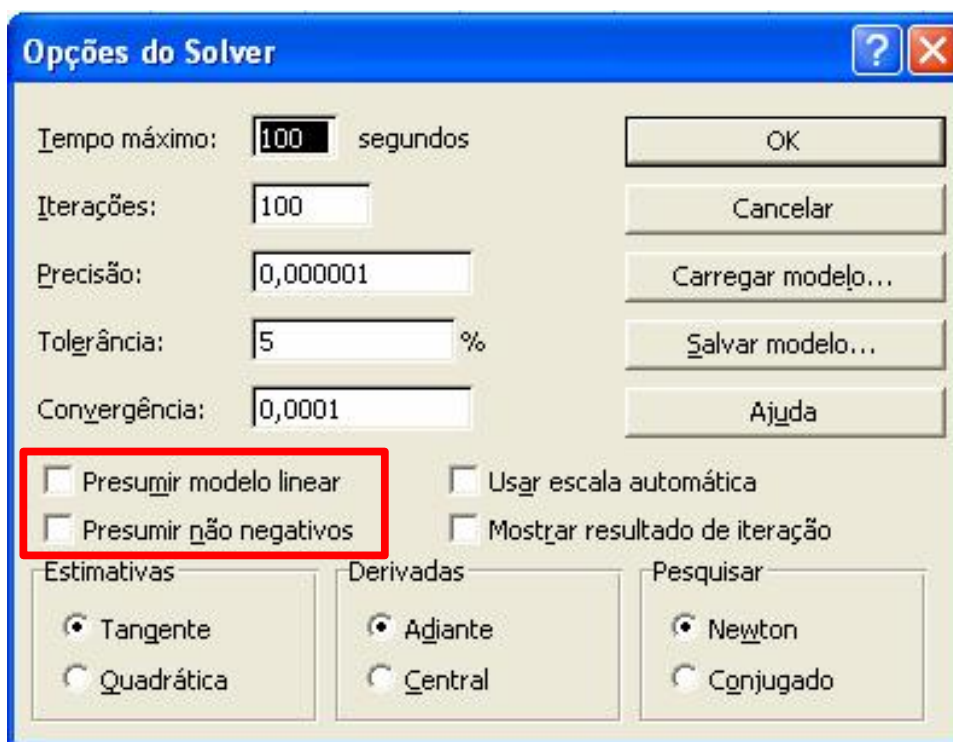 Opções do Solver
Tempo máximo: 100 segundos
OK
Iterações: 100
Cancelar
Precisão: 0,000001
Carregar modelo...
Tolerância: 5 %
Salvar modelo...
Convergência: 0,0001
Ajuda
Presumir modelo linear
Usar escala automática
Presumir não negativos
Mostrar resultado de iteração
Estimativas
Tangente
Quadrática
Derivadas
Adiante
Central
Pesquisar
Newton
Conjugado